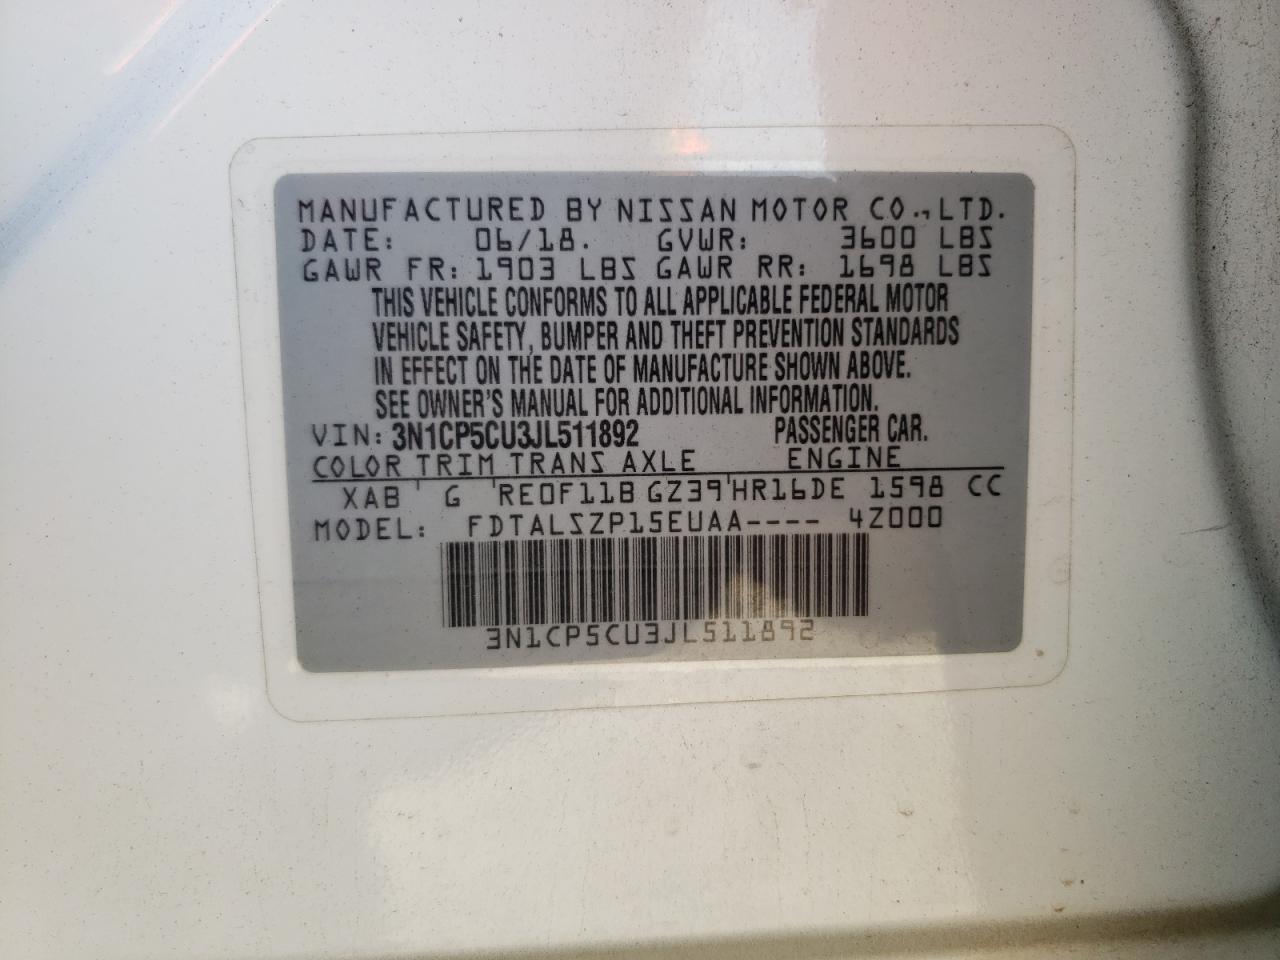 MANUFACTURED BY NISSAN MOTOR CO., LTD.
DATE: 06/18. GVWR: 3600 LBS
GAWR FR: 1903 LBS GAWR RR: 1698 LBS
THIS VEHICLE CONFORMS TO ALL APPLICABLE FEDERAL MOTOR
VEHICLE SAFETY, BUMPER AND THEFT PREVENTION STANDARDS
IN EFFECT ON THE DATE OF MANUFACTURE SHOWN ABOVE.
SEE OWNER'S MANUAL FOR ADDITIONAL INFORMATION.
VIN: 3N1CP5CU3JL511892 PASSENGER CAR.
COLOR TRIM TRANS AXLE ENGINE
XAB ' G 'RE0F11B GZ39'HR16DE 1598 CC
MODEL: FDTALSZP15EUAA---- 4Z000
3N1CP5CU3JL511892